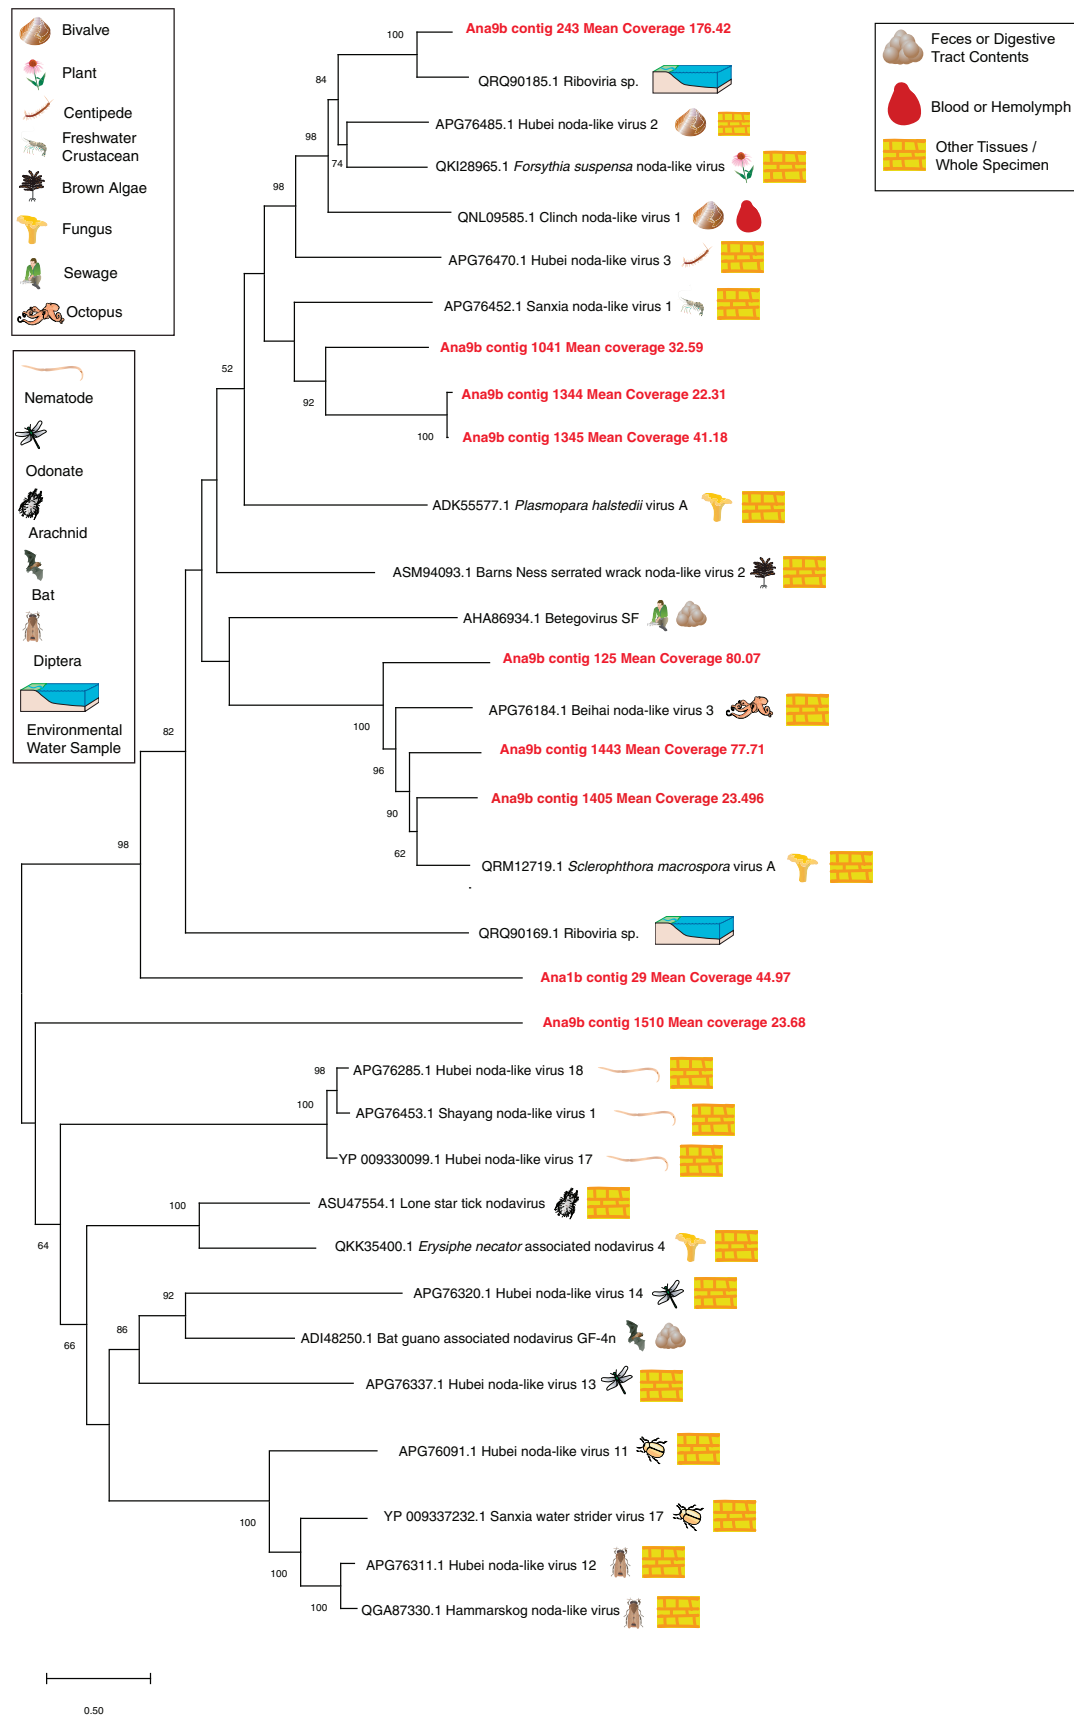 Bivalve
Plant
Centipede
Freshwater
Crustacean
Brown Algae
Fungus
Sewage
Octopus
Nematode
Odonate
Arachnid
Bat
Diptera
Environmental
Water Sample
Feces or Digestive
Tract Contents
Blood or Hemolymph
Other Tissues /
Whole Specimen
100
Ana9b contig 243 Mean Coverage 176.42
84
QRQ90185.1 Riboviria sp.
APG76485.1 Hubei noda-like virus 2
98
74
QKI28965.1 Forsythia suspensa noda-like virus
98
QNL09585.1 Clinch noda-like virus 1
APG76470.1 Hubei noda-like virus 3
APG76452.1 Sanxia noda-like virus 1
Ana9b contig 1041 Mean coverage 32.59
52
92
Ana9b contig 1344 Mean Coverage 22.31
100
Ana9b contig 1345 Mean Coverage 41.18
ADK55577.1 Plasmopara halstedii virus A
ASM94093.1 Barns Ness serrated wrack noda-like virus 2
AHA86934.1 Betegovirus SF
Ana9b contig 125 Mean Coverage 80.07
APG76184.1 Beihai noda-like virus 3
100
82
Ana9b contig 1443 Mean Coverage 77.71
96
Ana9b contig 1405 Mean Coverage 23.496
90
62
98
QRM12719.1 Sclerophthora macrospora virus A
QRQ90169.1 Riboviria sp.
Ana1b contig 29 Mean Coverage 44.97
Ana9b contig 1510 Mean coverage 23.68
98
APG76285.1 Hubei noda-like virus 18
100
APG76453.1 Shayang noda-like virus 1
YP 009330099.1 Hubei noda-like virus 17
100
ASU47554.1 Lone star tick nodavirus
64
QKK35400.1 Erysiphe necator associated nodavirus 4
92
APG76320.1 Hubei noda-like virus 14
86
66
ADI48250.1 Bat guano associated nodavirus GF-4n
APG76337.1 Hubei noda-like virus 13
APG76091.1 Hubei noda-like virus 11
100
YP 009337232.1 Sanxia water strider virus 17
100
APG76311.1 Hubei noda-like virus 12
100
QGA87330.1 Hammarskog noda-like virus
0.50